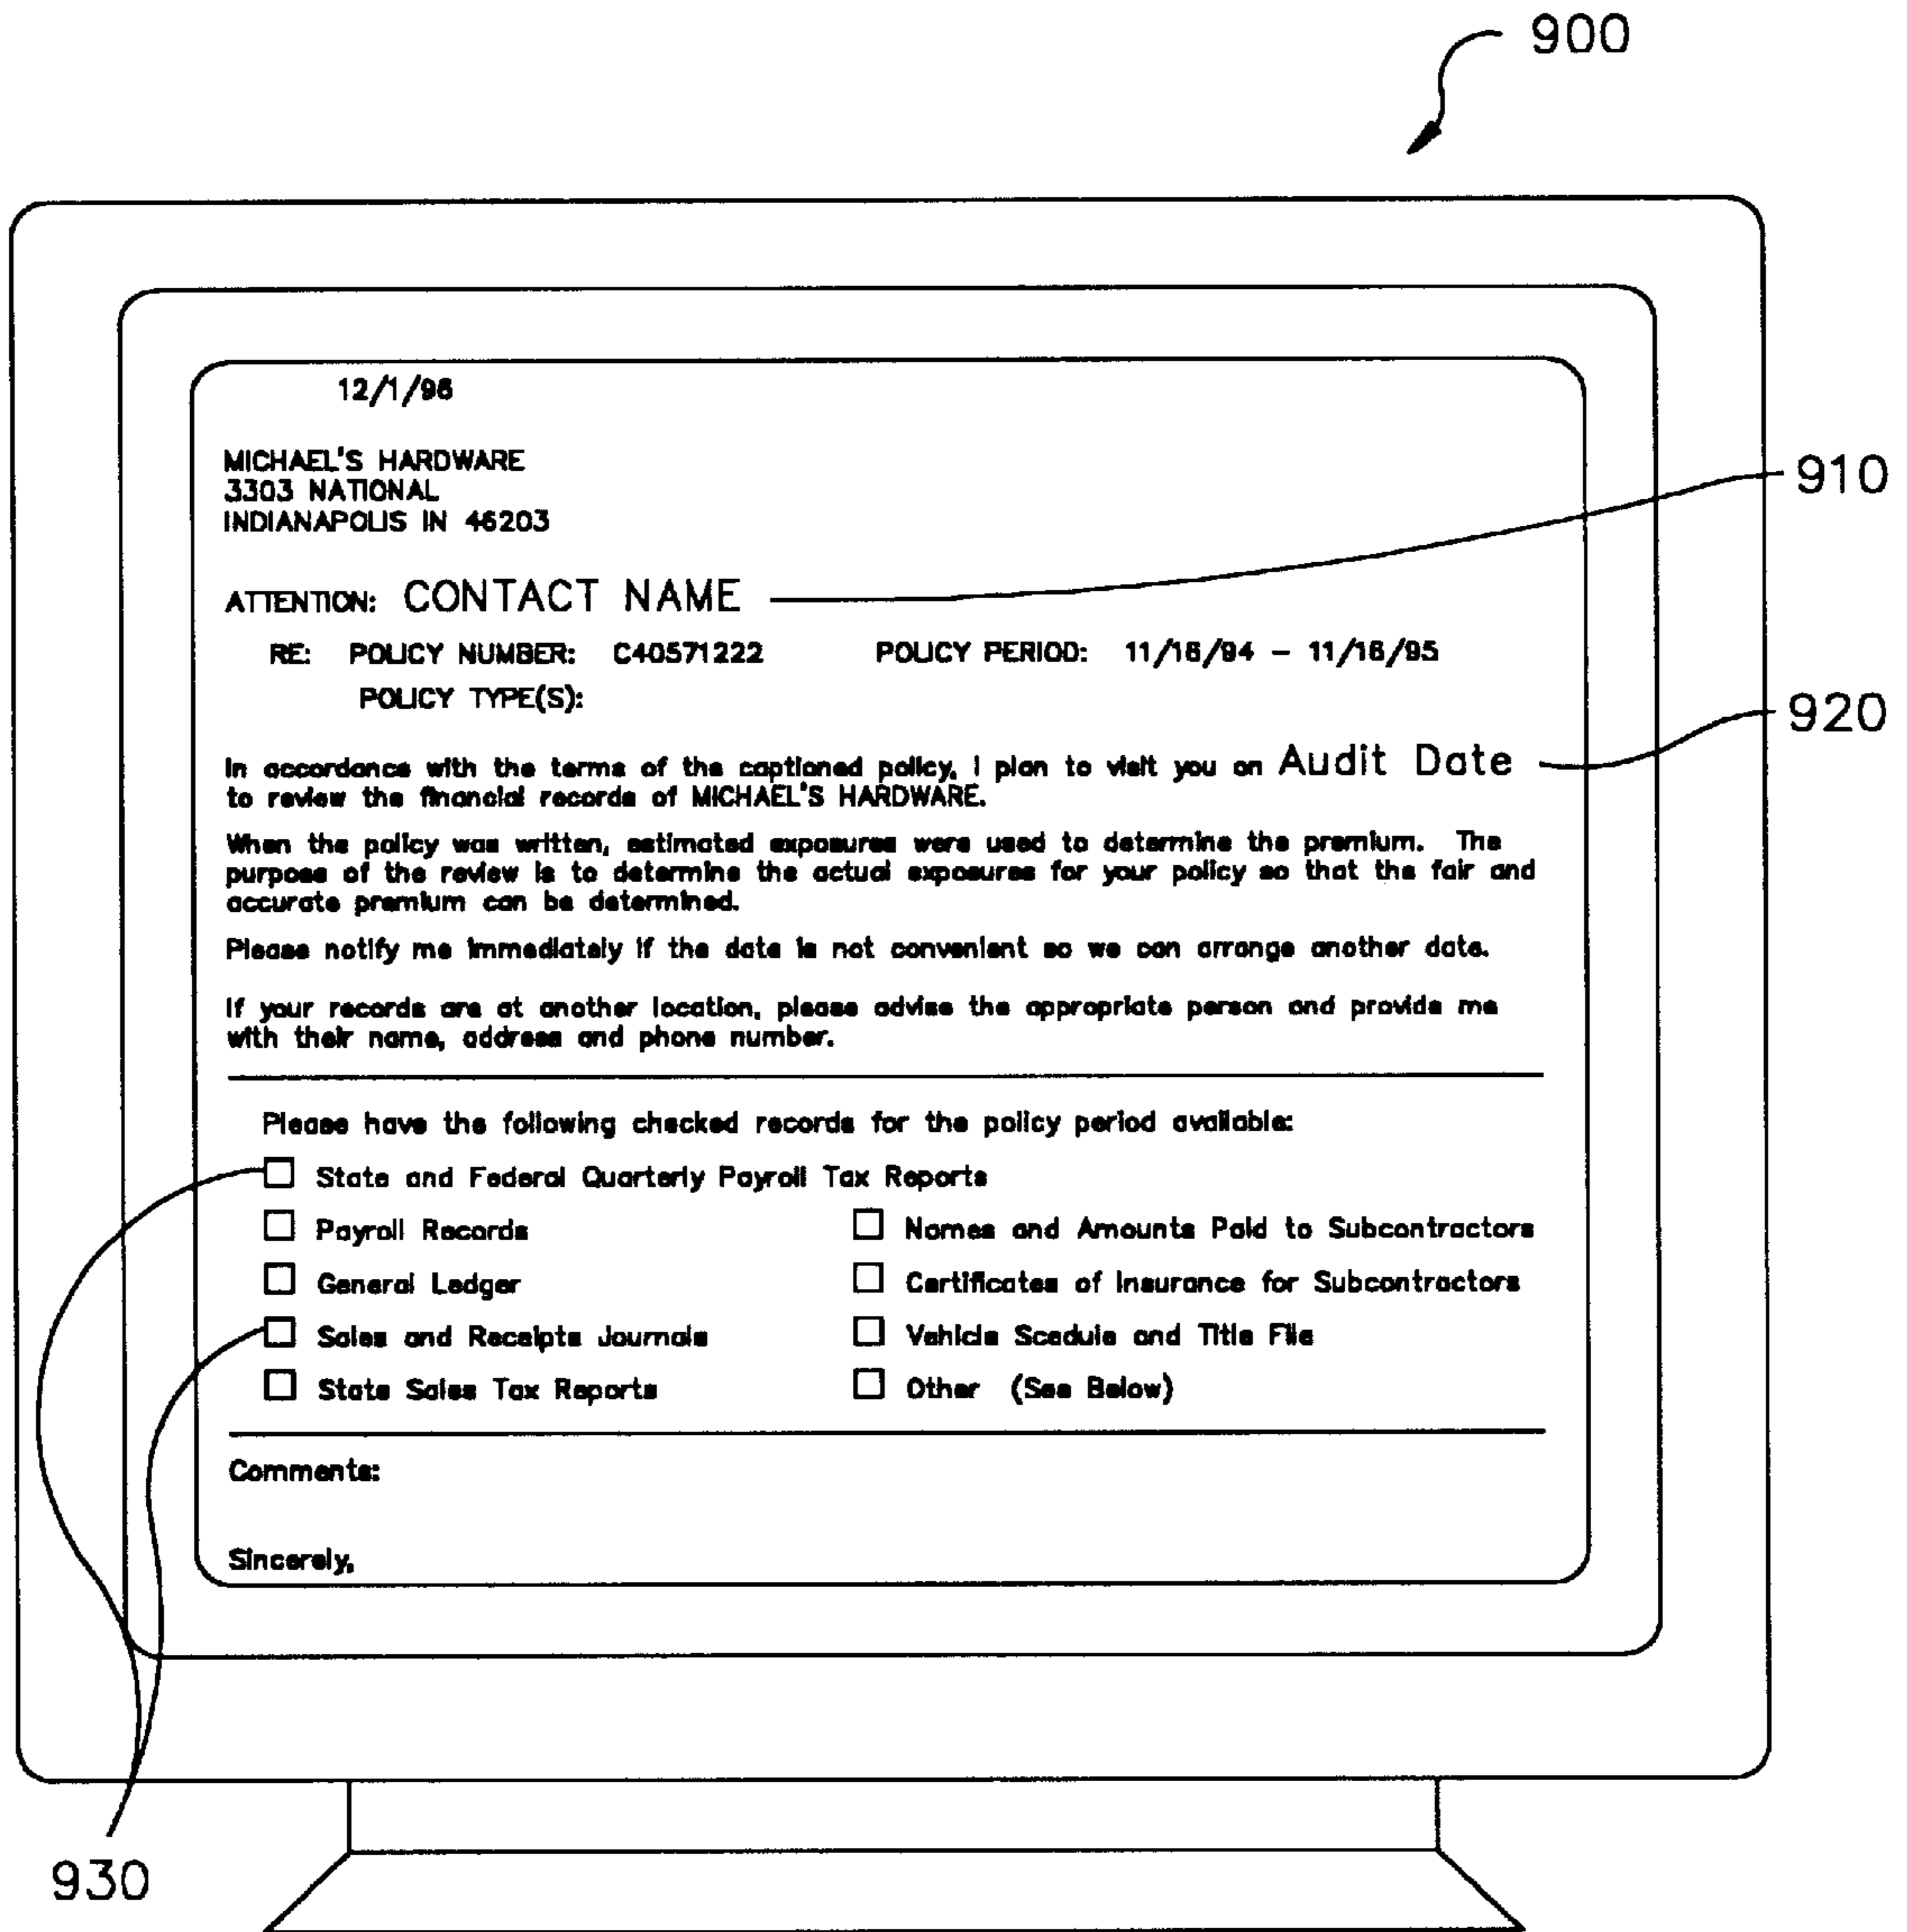 900
12/1/96
MICHAEL'S HARDWARE
3303 NATIONAL
INDIANAPOLIS IN 46203
910
ATTENTION: CONTACT NAME
RE: POLICY NUMBER: C40571222 POLICY PERIOD: 11/16/94 - 11/16/95
POLICY TYPE(S):
920
In accordance with the terms of the captioned policy, I plan to visit you on Audit Date
to review the financial records of MICHAEL'S HARDWARE.
When the policy was written, estimated exposures were used to determine the premium. The
purpose of the review is to determine the actual exposures for your policy so that the fair and
accurate premium can be determined.
Please notify me immediately if the date is not convenient so we can arrange another date.
If your records are at another location, please advise the appropriate person and provide me
with their name, address and phone number.
Please have the following checked records for the policy period available:
State and Federal Quarterly Payroll Tax Reports
Payroll Records Names and Amounts Paid to Subcontractors
General Ledger Certificates of Insurance for Subcontractors
Sales and Receipts Journals Vehicle Scedule and Title File
State Sales Tax Reports Other (See Below)
Comments:
Sincerely,
930